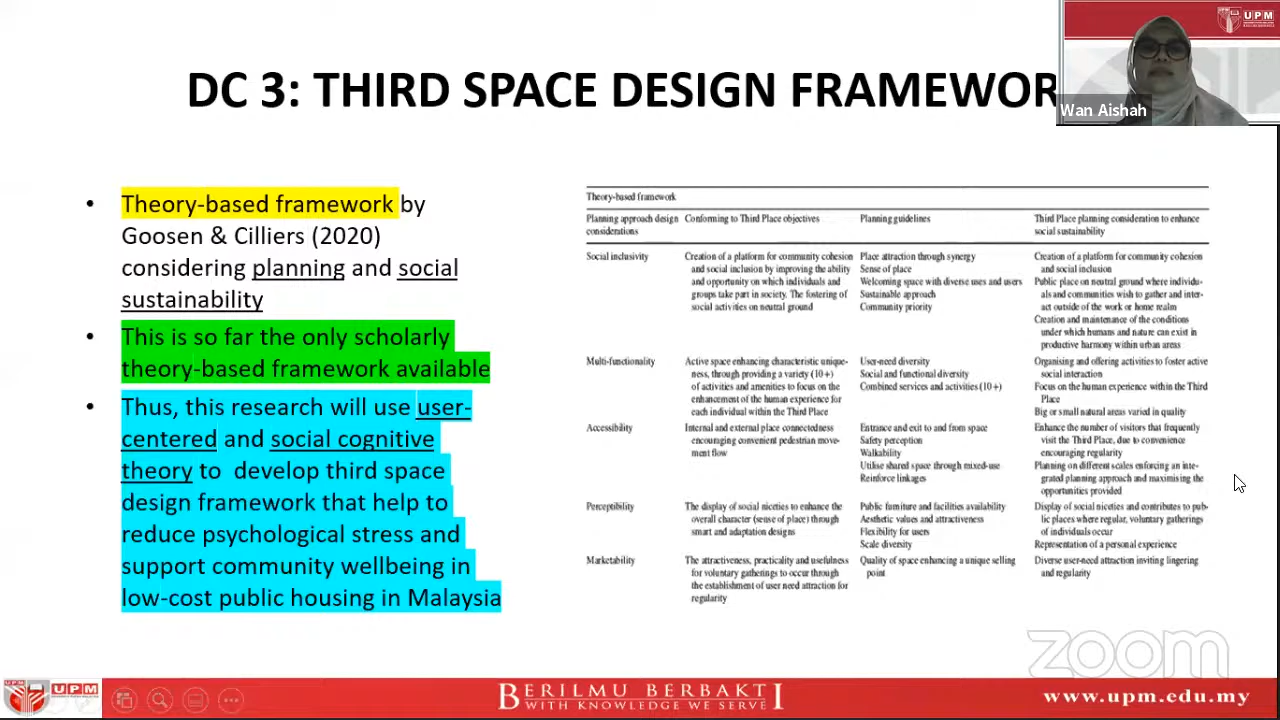 UPM
DC 3: THIRD SPACE DESIGN FRAMEWOR
Wan Aishah
• Theory-based framework by
Goosen & Cilliers (2020)
considering planning and social
sustainability
• This is so far the only scholarly
theory-based framework available
• Thus, this research will use user-
centered and social cognitive
theory to develop third space
design framework that help to
reduce psychological stress and
support community wellbeing in
low-cost public housing in Malaysia
Theory-based framework
Planning approach design
considerations
Conforming to Third Place objectives
Planning guidelines
Third Place planning consideration to enhance
social sustainability
Social inclusivity
Creation of a platform for community cohesion
and social inclusion by improving the ability
and opportunity on which individuals and
groups take part in society. The fostering of
social activities on neutral ground
Place attraction through synergy
Sense of place
Welcoming space with diverse uses and users
Sustainable approach
Community priority
Creation of a platform for community cohesion
and social inclusion
Public place on neutral ground where individu-
als and communities wish to gather and inter-
act outside of the work or home realm
Creation and maintenance of the conditions
under which humans and nature can exist in
productive harmony within urban areas
Multi-functionality
Active space enhancing characteristic unique-
ness, through providing a variety (10+)
of activities and amenities to focus on the
enhancement of the human experience for
each individual within the Third Place
User-need diversity
Social and functional diversity
Combined services and activities (10+)
Organising and offering activities to foster active
social interaction
Focus on the human experience within the Third
Place
Big or small natural areas varied in quality
Accessibility
Internal and external place connectedness
encouraging convenient pedestrian move-
ment flow
Entrance and exit to and from space
Safety perception
Walkability
Utilise shared space through mixed-use
Reinforce linkages
Enhance the number of visitors that frequently
visit the Third Place, due to convenience
encouraging regularity
Planning on different scales enforcing an inte-
grated planning approach and maximising the
opportunities provided
Perceptibility
The display of social niceties to enhance the
overall character (sense of place) through
smart and adaptation designs
Public furniture and facilities availability
Aesthetic values and attractiveness
Flexibility for users
Scale diversity
Display of social niceties and contributes to pub-
lic places where regular, voluntary gatherings
of individuals occur
Representation of a personal experience
Marketability
The attractiveness, practicality and usefulness
for voluntary gatherings to occur through
the establishment of user need attraction for
regularity
Quality of space enhancing a unique selling
point
Diverse user-need attraction inviting lingering
and regularity
zoom
UPM
BERILMU BERBAKTI
WITH KNOWLEDGE WE SERVE
www.upm.edu.my